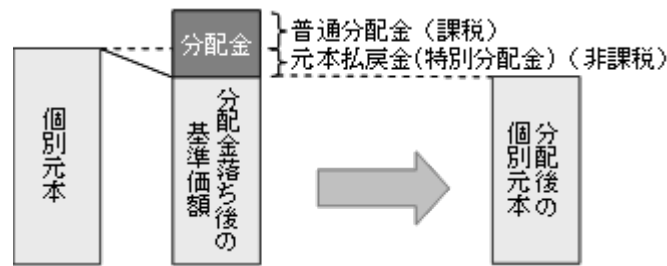 分配金
普通分配金（課税）
元本払戻金(特別分配金)（非課税）
個別元本
分配金落ち後の
基準価額
分配後の
個別元本